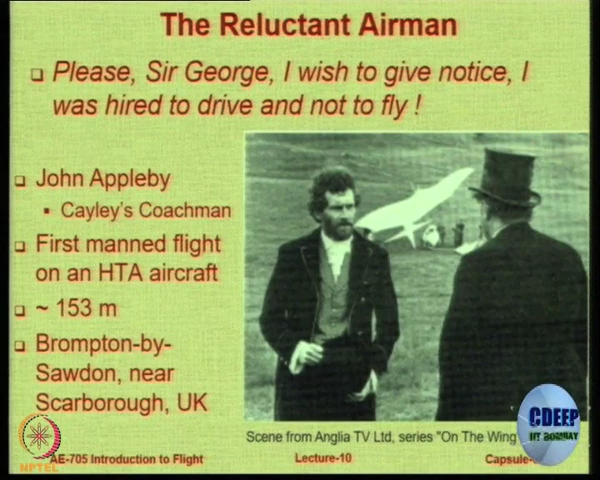 The Reluctant Airman
❑ Please, Sir George, I wish to give notice, I
was hired to drive and not to fly !
❑ John Appleby
▪ Cayley's Coachman
❑ First manned flight
on an HTA aircraft
❑ ~ 153 m
❑ Brompton-by-
Sawdon, near
Scarborough, UK
Scene from Anglia TV Ltd, series "On The Wing
CDEEP
IIT BOMBAY
NPTEL
AE-705 Introduction to Flight
Lecture-10
Capsule-